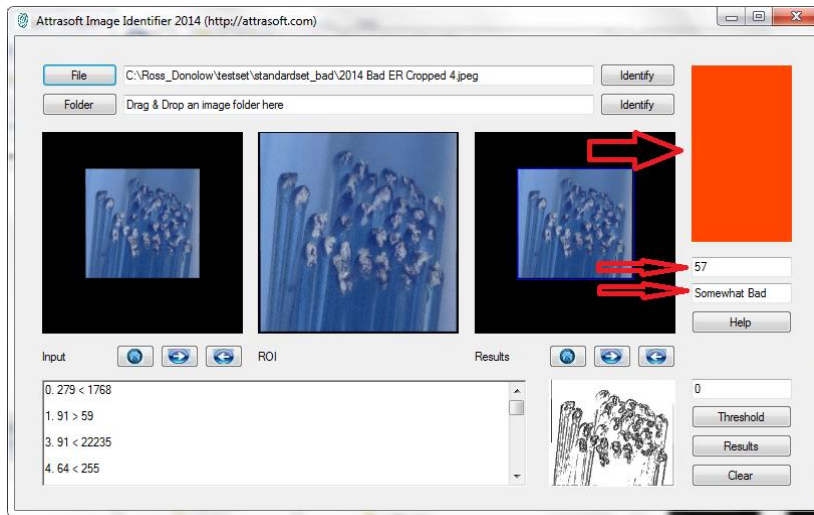 Attrasoft Image Identifier 2014 (http://attrasoft.com)
File C:\Ross_Donolow\testset\standardset_bad\2014 Bad ER Cropped 4.jpeg Identify
Folder Drag & Drop an image folder here Identify
57
Somewhat Bad
Help
Input ROI Results
0. 279 < 1768
1. 91 > 59
3. 91 < 22235
4. 64 < 255
0
Threshold
Results
Clear